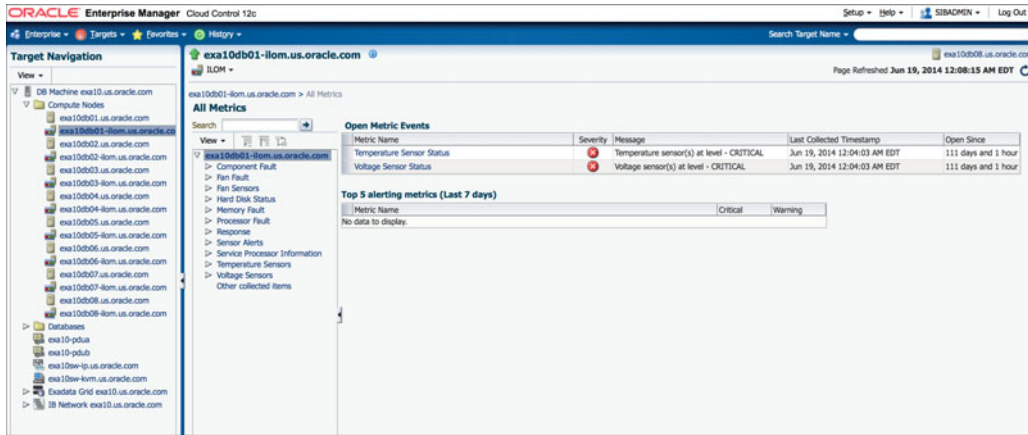 ORACLE Enterprise Manager Cloud Control 12c
Setup Help SIBADMIN Log Out
Enterprise Targets Favorites History
Search Target Name
Target Navigation
View
DB Machine exa10.us.oracle.com
Compute Nodes
exa10db01.us.oracle.com
exa10db01-ilom.us.oracle.co
exa10db02.us.oracle.com
exa10db02-ilom.us.oracle.com
exa10db03.us.oracle.com
exa10db03-ilom.us.oracle.com
exa10db04.us.oracle.com
exa10db04-ilom.us.oracle.com
exa10db05.us.oracle.com
exa10db05-ilom.us.oracle.com
exa10db06.us.oracle.com
exa10db06-ilom.us.oracle.com
exa10db07.us.oracle.com
exa10db07-ilom.us.oracle.com
exa10db08.us.oracle.com
exa10db08-ilom.us.oracle.com
Databases
exa10-pdua
exa10-pdub
exa10sw-ip.us.oracle.com
exa10sw-kvm.us.oracle.com
Exadata Grid exa10.us.oracle.com
IB Network exa10.us.oracle.com
exa10db01-ilom.us.oracle.com
ILOM
exa10db08.us.oracle.com
Page Refreshed Jun 19, 2014 12:08:15 AM EDT
exa10db01-ilom.us.oracle.com > All Metrics
All Metrics
Search
View
exa10db01-ilom.us.oracle.com
Component Fault
Fan Fault
Fan Sensors
Hard Disk Status
Memory Fault
Processor Fault
Response
Sensor Alerts
Service Processor Information
Temperature Sensors
Voltage Sensors
Other collected items
Open Metric Events
Metric Name Severity Message Last Collected Timestamp Open Since
Temperature Sensor Status Temperature sensor(s) at level - CRITICAL Jun 19, 2014 12:04:03 AM EDT 111 days and 1 hour
Voltage Sensor Status Voltage sensor(s) at level - CRITICAL Jun 19, 2014 12:04:03 AM EDT 111 days and 1 hour
Top 5 alerting metrics (Last 7 days)
Metric Name Critical Warning
No data to display.